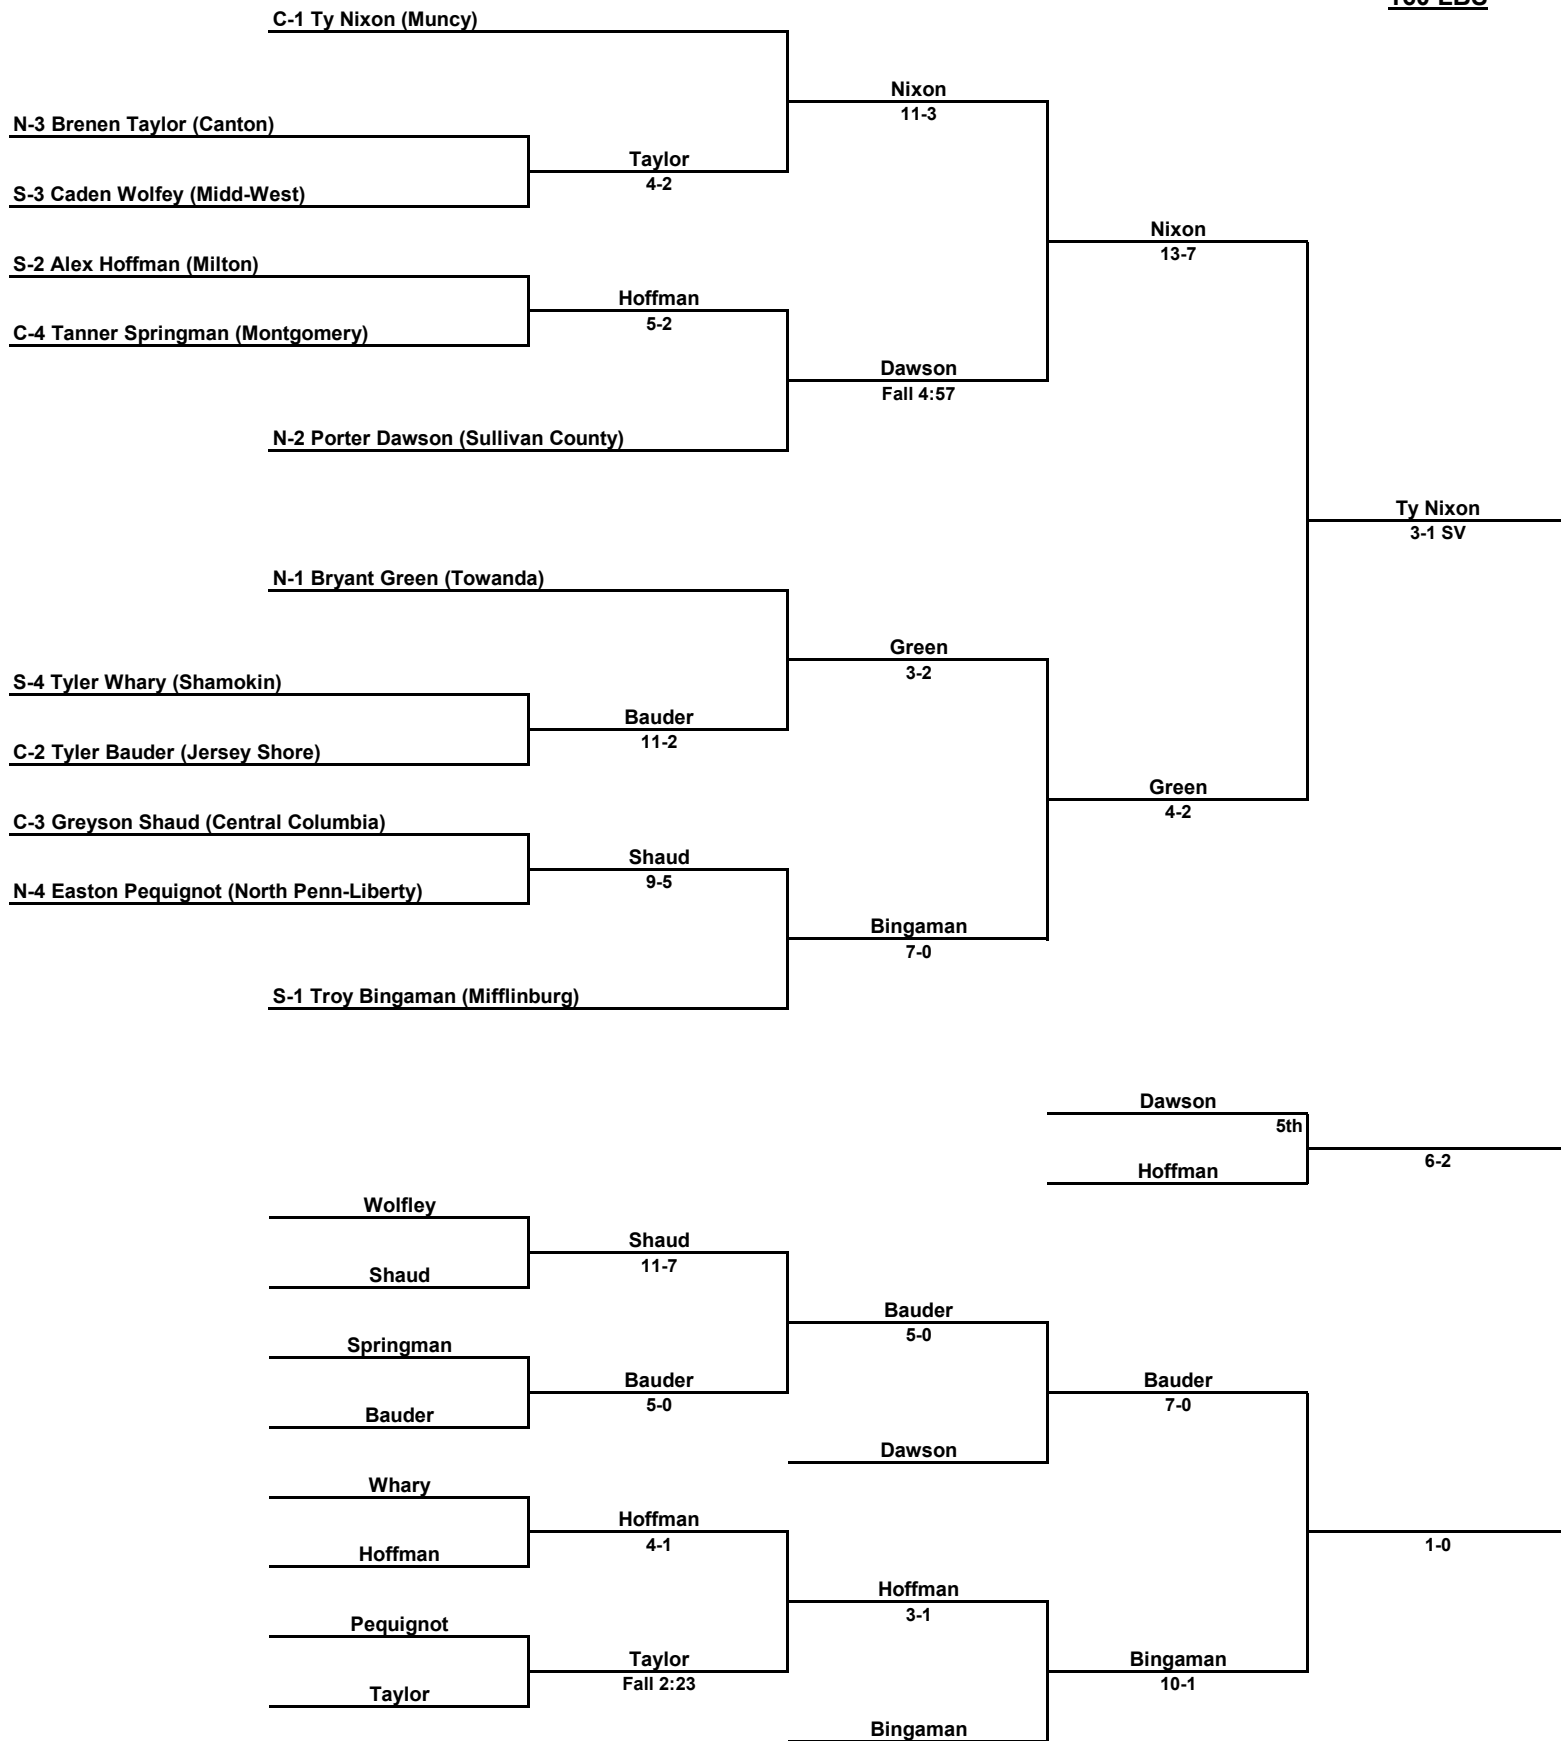 C-1 Ty Nixon (Muncy)
Nixon
11-3
N-3 Brenen Taylor (Canton)
Taylor
4-2
S-3 Caden Wolfey (Midd-West)
Nixon
13-7
S-2 Alex Hoffman (Milton)
Hoffman
5-2
C-4 Tanner Springman (Montgomery)
Dawson
Fall 4:57
N-2 Porter Dawson (Sullivan County)
Ty Nixon
3-1 SV
N-1 Bryant Green (Towanda)
Green
3-2
S-4 Tyler Whary (Shamokin)
Bauder
11-2
C-2 Tyler Bauder (Jersey Shore)
Green
4-2
C-3 Greyson Shaud (Central Columbia)
Shaud
9-5
N-4 Easton Pequignot (North Penn-Liberty)
Bingaman
7-0
S-1 Troy Bingaman (Mifflinburg)
Dawson
5th
6-2
Hoffman
Wolfley
Shaud
11-7
Shaud
Bauder
5-0
Springman
Bauder
5-0
Bauder
7-0
Bauder
Dawson
Whary
Hoffman
4-1
1-0
Hoffman
Hoffman
3-1
Pequignot
Taylor
Fall 2:23
Bingaman
10-1
Taylor
Bingaman